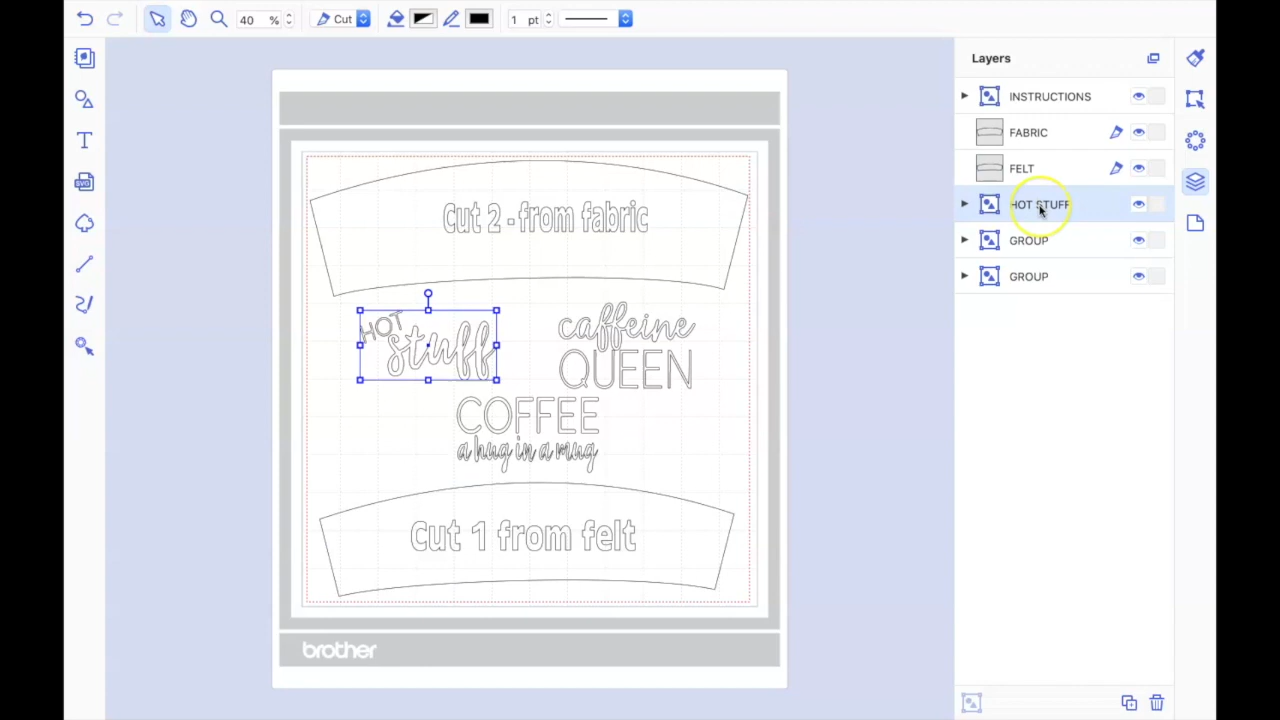 40 %
Cut
1 pt
Layers
INSTRUCTIONS
FABRIC
FELT
HOT STUFF
GROUP
GROUP
SVG
Cut 2 - from fabric
HOT
stuff
caffeine
QUEEN
COFFEE
a hug in a mug
Cut 1 from felt
brother